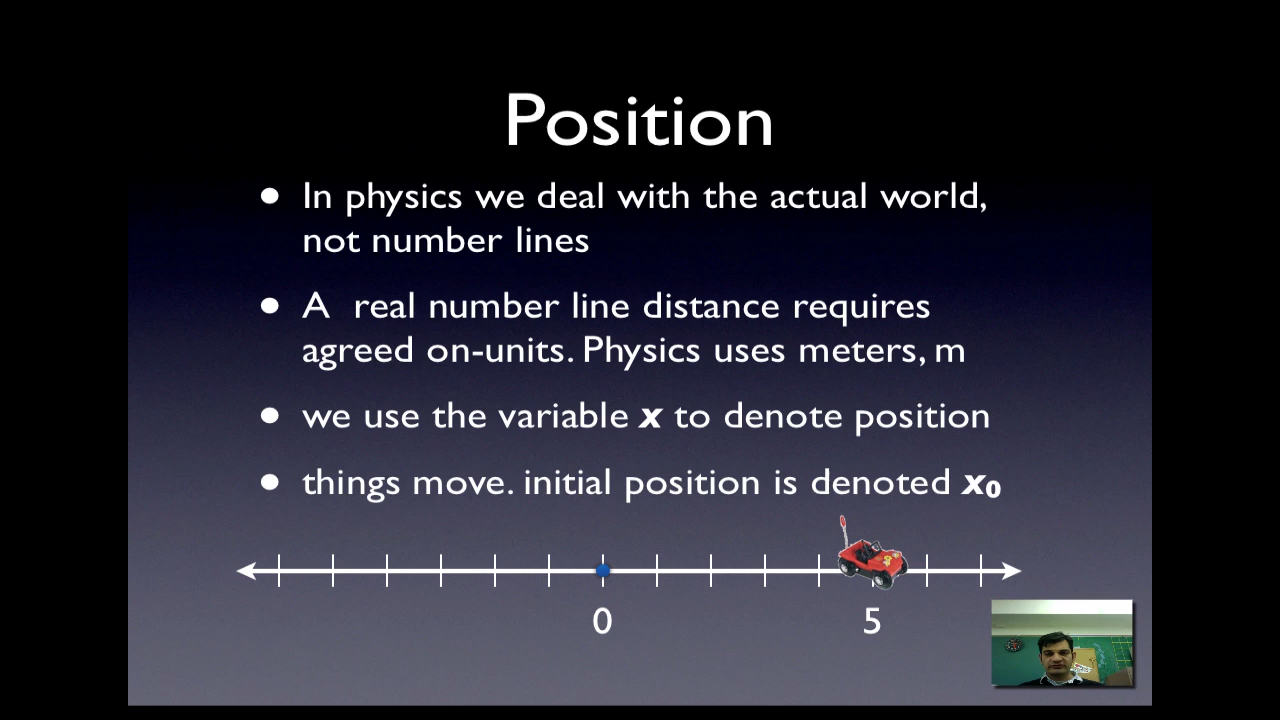 Position
• In physics we deal with the actual world,
not number lines
• A  real number line distance requires
agreed on-units. Physics uses meters, m
• we use the variable x to denote position
• things move. initial position is denoted x₀
0 5